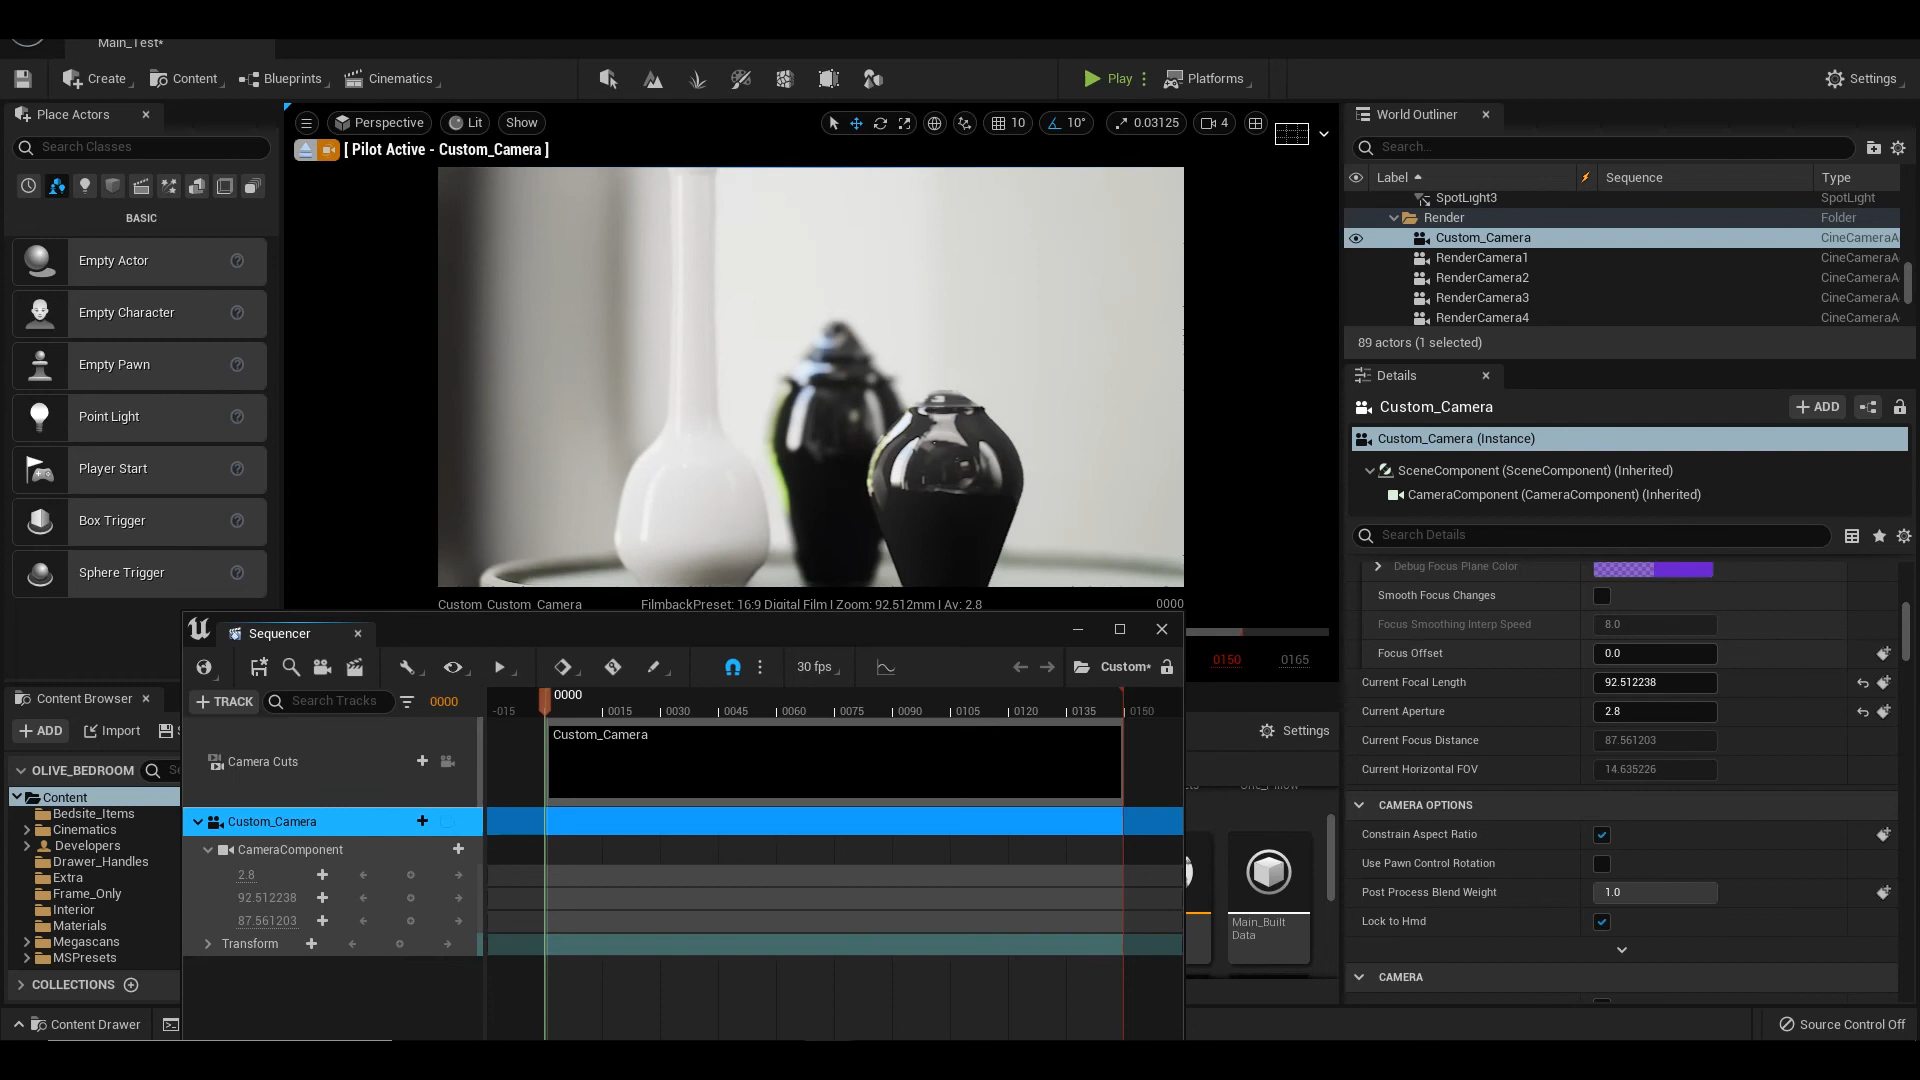 Main_Test*
Create
Content
Blueprints
Cinematics
Play
Platforms
Settings
Place Actors
Search Classes
BASIC
Empty Actor
Empty Character
Empty Pawn
Point Light
Player Start
Box Trigger
Sphere Trigger
Perspective
Lit
Show
10
10°
0.03125
4
[ Pilot Active - Custom_Camera ]
Custom Custom Camera
FilmbackPreset: 16:9 Digital Film | Zoom: 92.512mm | Av: 2.8
0000
0150
0165
World Outliner
Search...
Label
Sequence
Type
SpotLight3
SpotLight
Render
Folder
Custom_Camera
CineCameraA
RenderCamera1
CineCameraA
RenderCamera2
CineCameraA
RenderCamera3
CineCameraA
RenderCamera4
CineCameraA
89 actors (1 selected)
Details
Custom_Camera
ADD
Custom_Camera (Instance)
SceneComponent (SceneComponent) (Inherited)
CameraComponent (CameraComponent) (Inherited)
Search Details
Debug Focus Plane Color
Smooth Focus Changes
Focus Smoothing Interp Speed
8.0
Focus Offset
0.0
Current Focal Length
92.512238
Current Aperture
2.8
Current Focus Distance
87.561203
Current Horizontal FOV
14.635226
CAMERA OPTIONS
Constrain Aspect Ratio
Use Pawn Control Rotation
Post Process Blend Weight
1.0
Lock to Hmd
CAMERA
Sequencer
30 fps
Custom*
TRACK
Search Tracks
0000
0000
-015
0015
0030
0045
0060
0075
0090
0105
0120
0135
0150
Camera Cuts
Custom_Camera
Custom_Camera
CameraComponent
2.8
92.512238
87.561203
Transform
Content Browser
ADD
Import
OLIVE_BEDROOM
Content
Bedsite_Items
Cinematics
Developers
Drawer_Handles
Extra
Frame_Only
Interior
Materials
Megascans
MSPresets
COLLECTIONS
Content Drawer
Settings
Main_Built
Data
Source Control Off